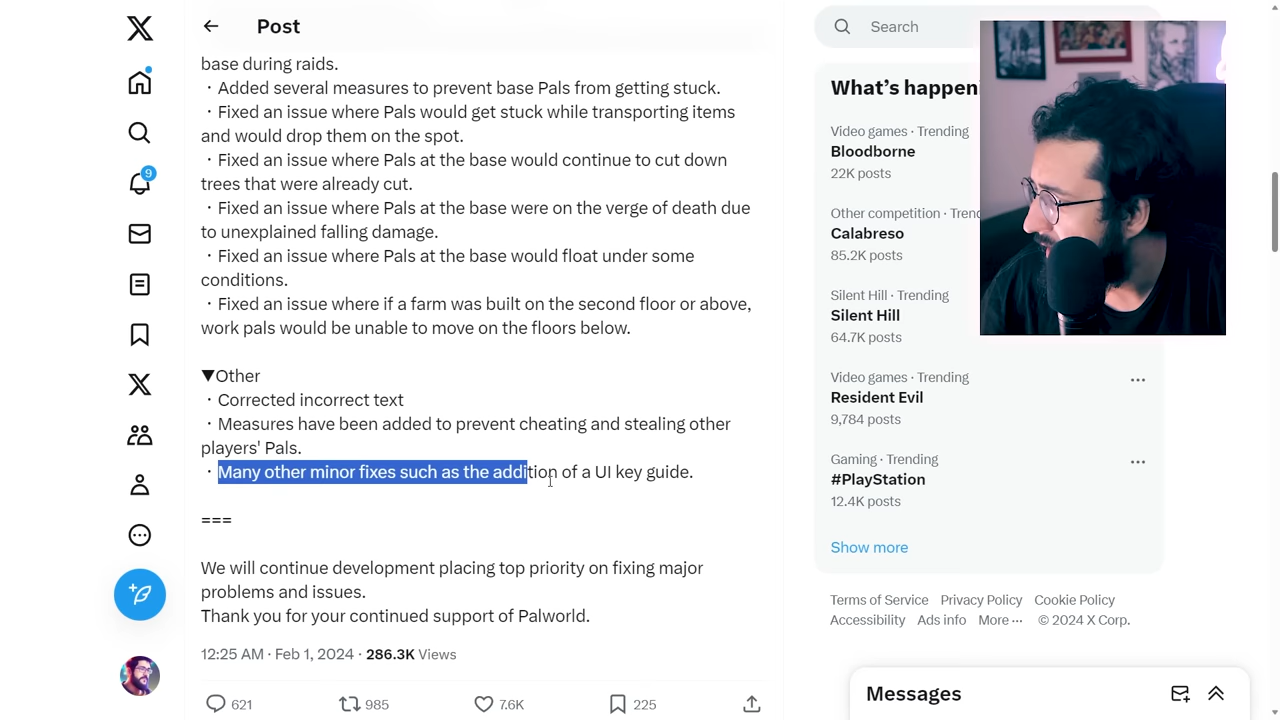 Post
base during raids.
・Added several measures to prevent base Pals from getting stuck.
・Fixed an issue where Pals would get stuck while transporting items
and would drop them on the spot.
・Fixed an issue where Pals at the base would continue to cut down
trees that were already cut.
・Fixed an issue where Pals at the base were on the verge of death due
to unexplained falling damage.
・Fixed an issue where Pals at the base would float under some
conditions.
・Fixed an issue where if a farm was built on the second floor or above,
work pals would be unable to move on the floors below.
▼Other
・Corrected incorrect text
・Measures have been added to prevent cheating and stealing other
players' Pals.
・Many other minor fixes such as the addition of a UI key guide.
===
We will continue development placing top priority on fixing major
problems and issues.
Thank you for your continued support of Palworld.
12:25 AM · Feb 1, 2024 · 286.3K Views
621
985
7.6K
225
9
Search
What's happen
Video games · Trending
Bloodborne
22K posts
Other competition · Trend
Calabreso
85.2K posts
Silent Hill · Trending
Silent Hill
64.7K posts
Video games · Trending
Resident Evil
9,784 posts
Gaming · Trending
#PlayStation
12.4K posts
Show more
Terms of Service Privacy Policy Cookie Policy
Accessibility Ads info More ··· © 2024 X Corp.
Messages